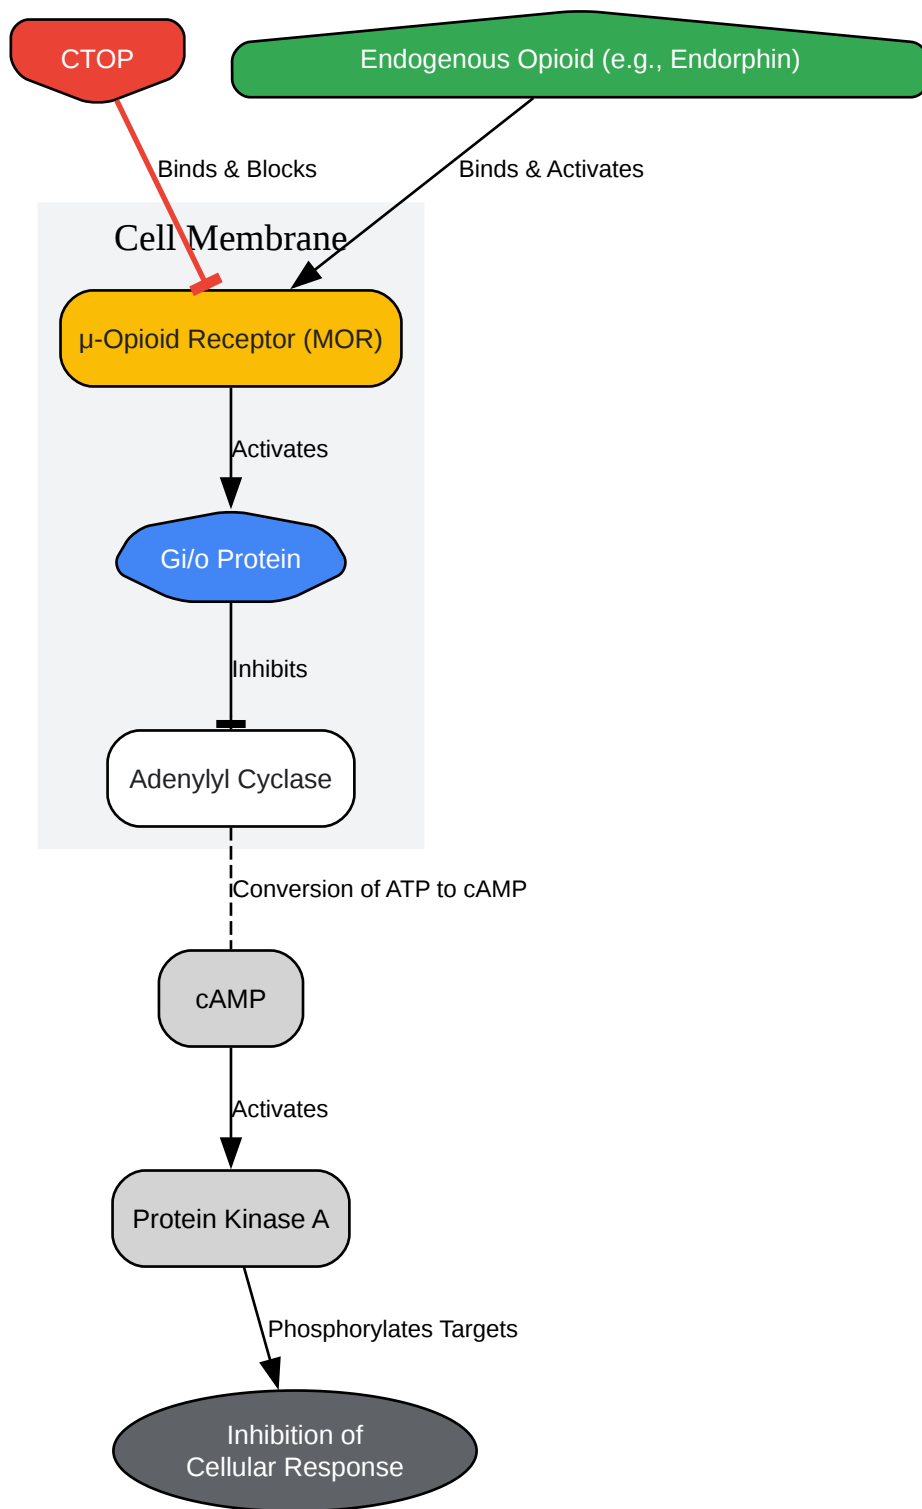 CTOP
Endogenous Opioid (e.g., Endorphin)
Binds & Blocks
Binds & Activates
Cell Membrane
μ-Opioid Receptor (MOR)
Activates
Gi/o Protein
Inhibits
Adenylyl Cyclase
Conversion of ATP to cAMP
cAMP
Activates
Protein Kinase A
Phosphorylates Targets
Inhibition of
Cellular Response